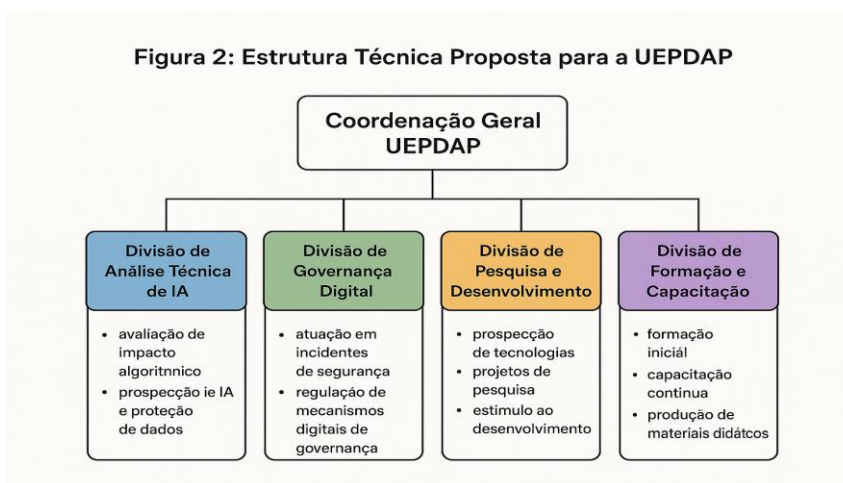 Figura 2: Estrutura Técnica Proposta para a UEPDAP
Coordenação Geral
UEPDAP
Divisão de
Análise Técnica
de IA
• avalíação de
impacto
algoritnnico
• prospecção ie IA
e proteção
de dados
Divisão de
Governança
Digital
• atuação em
incidentes
de segurança
• regulaçáo de
mecanismos
digitais de
governança
Divisão de
Pesquisa e
Desenvolvimento
• prospecção
de tecnologias
• projetos de
pesquisa
• estimulo ao
desenvolvimento
Divisão de
Formação e
Capacitação
• formação
iniciál
• capacitação
continua
• produção de
materiais didátcos